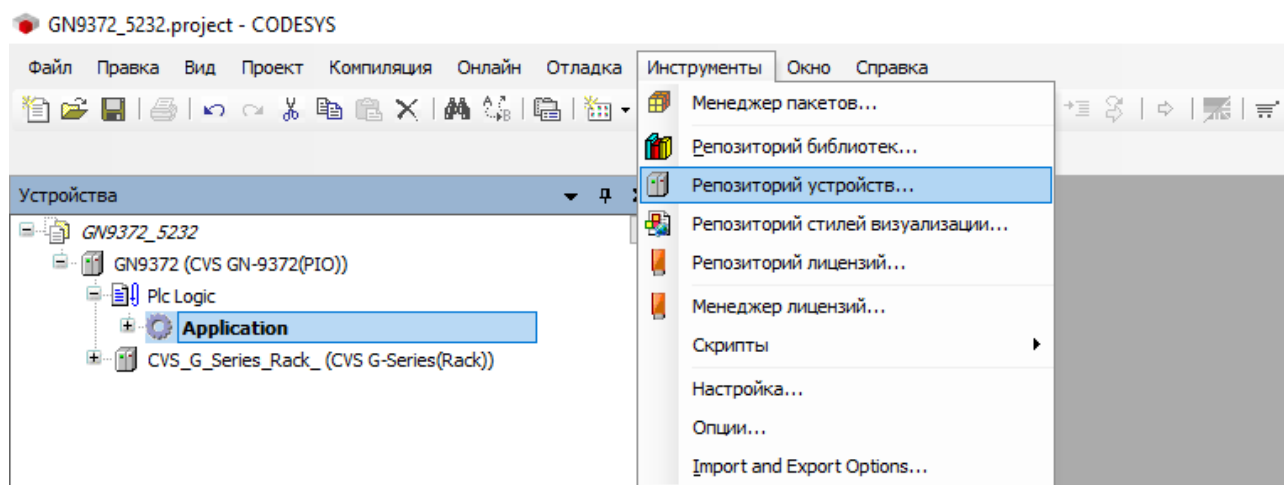 GN9372_5232.project - CODESYS
Файл Правка Вид Проект Компиляция Онлайн Отладка Инструменты Окно Справка
Менеджер пакетов...
Репозиторий библиотек...
Репозиторий устройств...
Репозиторий стилей визуализации...
Репозиторий лицензий...
Менеджер лицензий...
Скрипты
Настройка...
Опции...
Import and Export Options...
Устройства
GN9372_5232
GN9372 (CVS GN-9372(PIO))
Plc Logic
Application
CVS_G_Series_Rack_ (CVS G-Series(Rack))